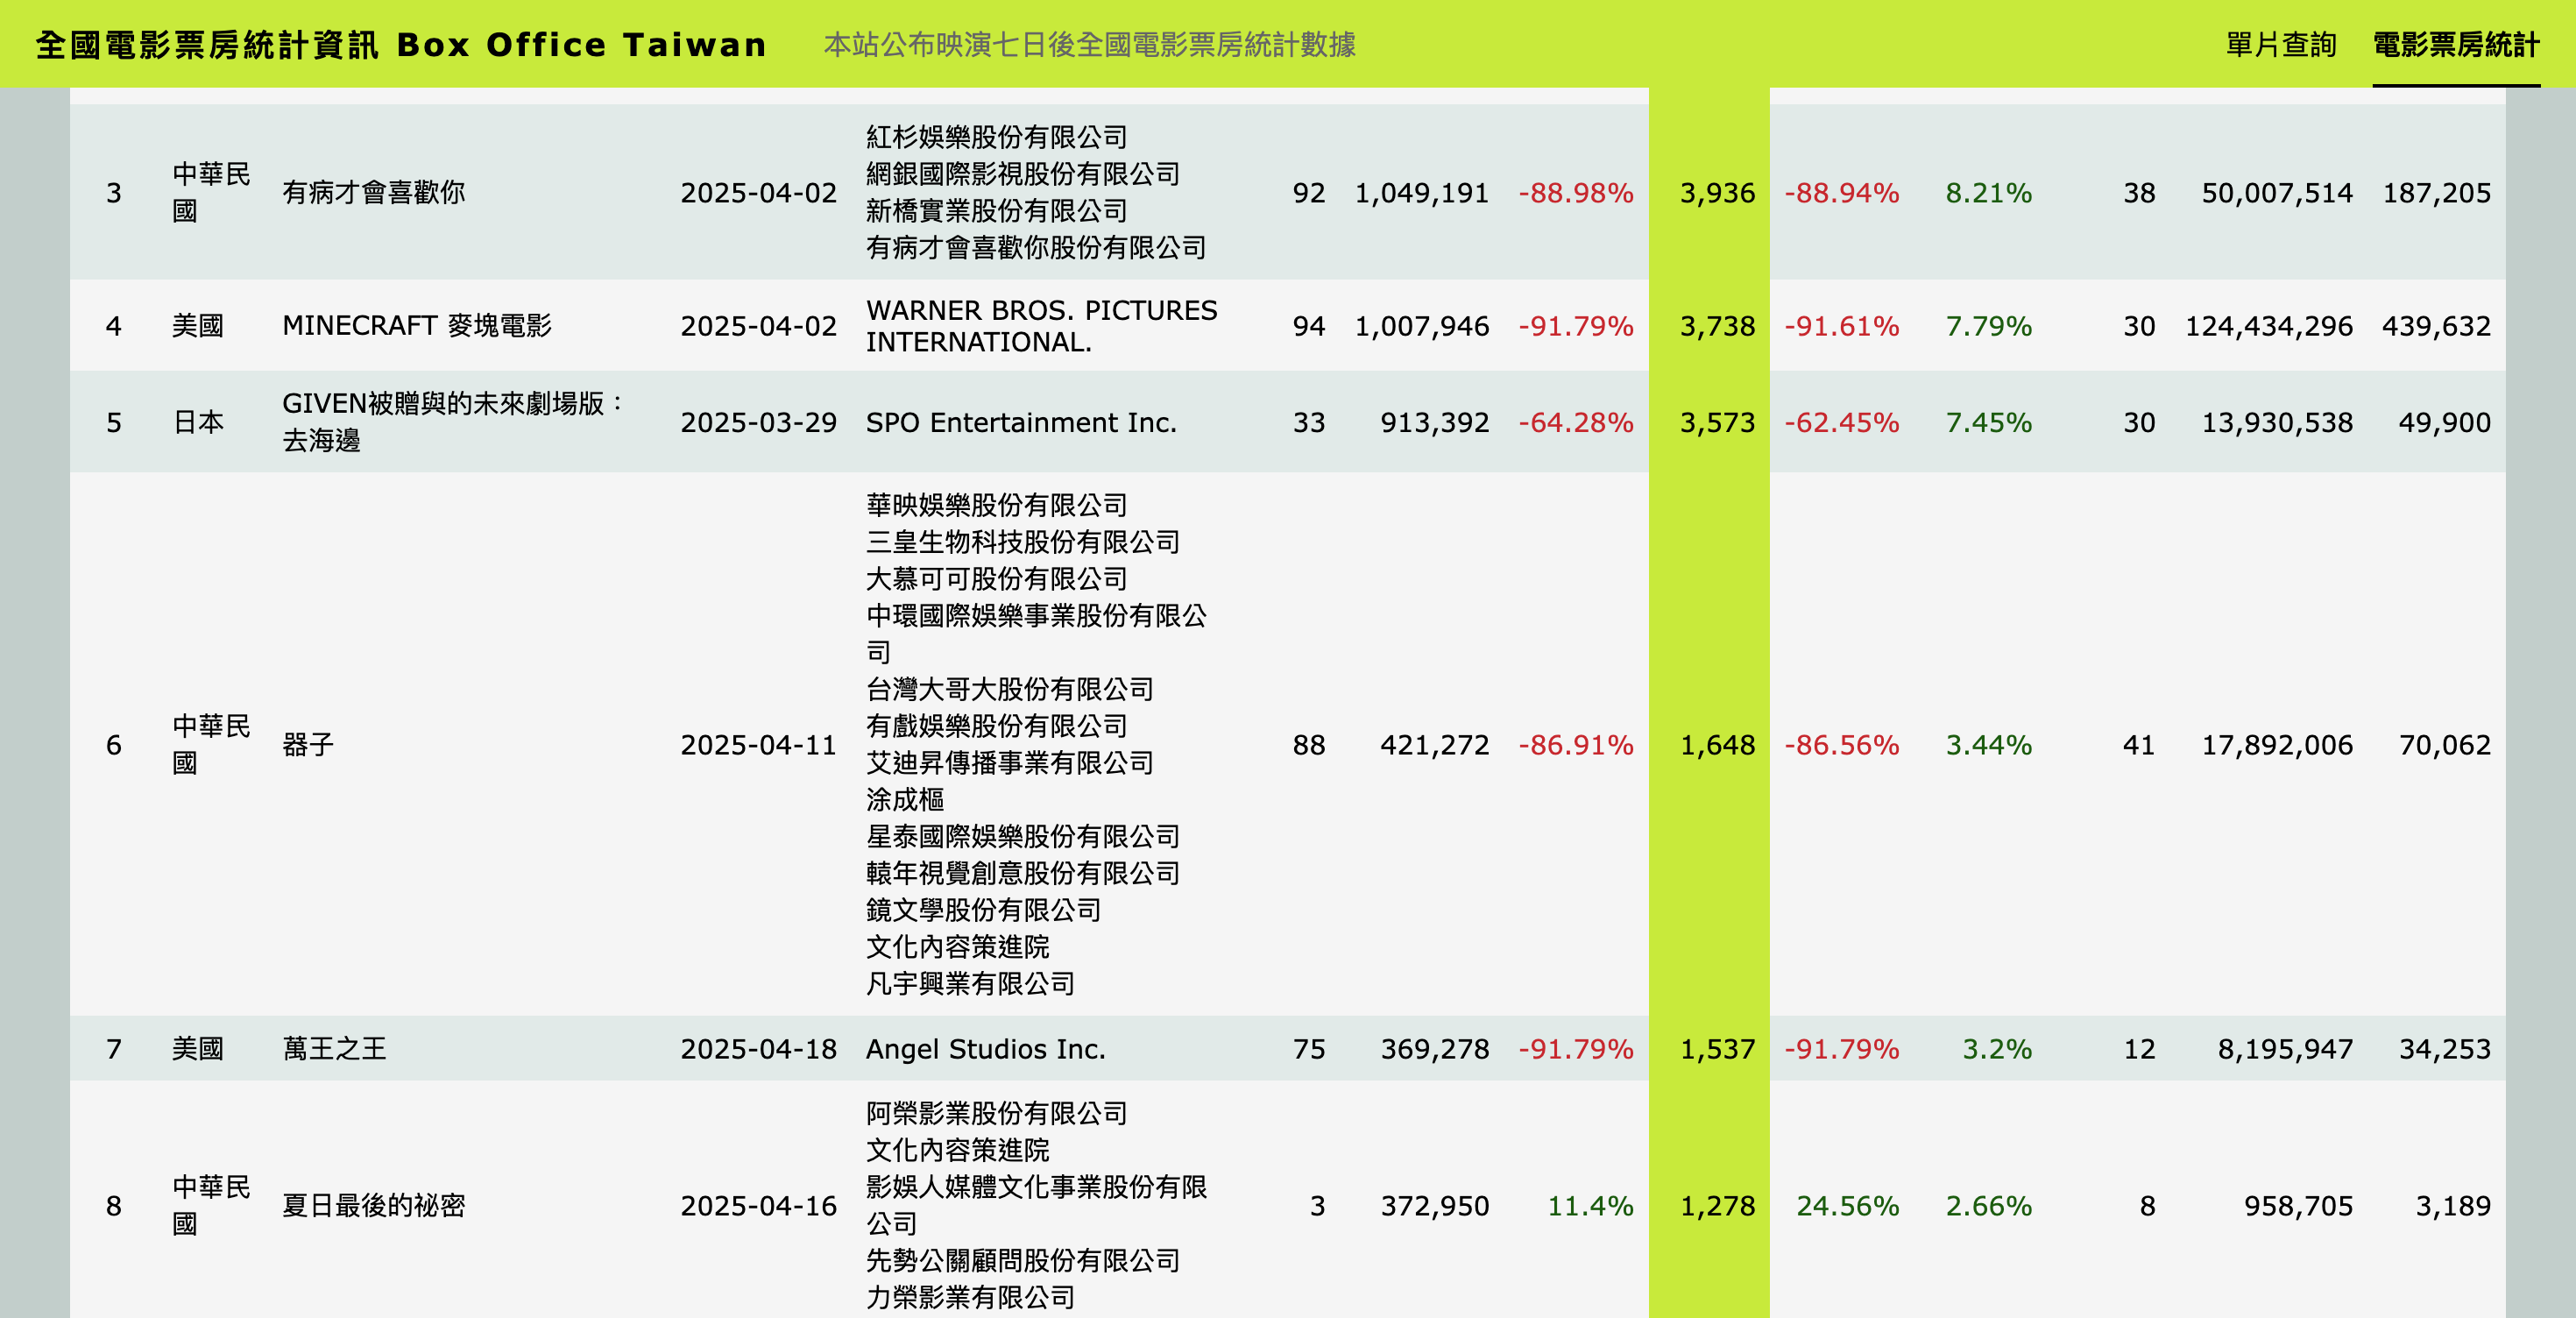 全國電影票房統計資訊 Box Office Taiwan 本站公布映演七日後全國電影票房統計數據 單片查詢 電影票房統計
紅杉娛樂股份有限公司
網銀國際影視股份有限公司
新橋實業股份有限公司
有病才會喜歡你股份有限公司
3 中華民國 有病才會喜歡你 2025-04-02 92 1,049,191 -88.98% 3,936 -88.94% 8.21% 38 50,007,514 187,205
WARNER BROS. PICTURES
INTERNATIONAL.
4 美國 MINECRAFT 麥塊電影 2025-04-02 94 1,007,946 -91.79% 3,738 -91.61% 7.79% 30 124,434,296 439,632
GIVEN被贈與的未來劇場版：
去海邊
5 日本 2025-03-29 SPO Entertainment Inc. 33 913,392 -64.28% 3,573 -62.45% 7.45% 30 13,930,538 49,900
華映娛樂股份有限公司
三皇生物科技股份有限公司
大慕可可股份有限公司
中環國際娛樂事業股份有限公
司
台灣大哥大股份有限公司
有戲娛樂股份有限公司
艾迪昇傳播事業有限公司
涂成樞
星泰國際娛樂股份有限公司
轅年視覺創意股份有限公司
鏡文學股份有限公司
文化內容策進院
凡宇興業有限公司
6 中華民國 器子 2025-04-11 88 421,272 -86.91% 1,648 -86.56% 3.44% 41 17,892,006 70,062
7 美國 萬王之王 2025-04-18 Angel Studios Inc. 75 369,278 -91.79% 1,537 -91.79% 3.2% 12 8,195,947 34,253
阿榮影業股份有限公司
文化內容策進院
影娛人媒體文化事業股份有限
公司
先勢公關顧問股份有限公司
力榮影業有限公司
8 中華民國 夏日最後的祕密 2025-04-16 3 372,950 11.4% 1,278 24.56% 2.66% 8 958,705 3,189